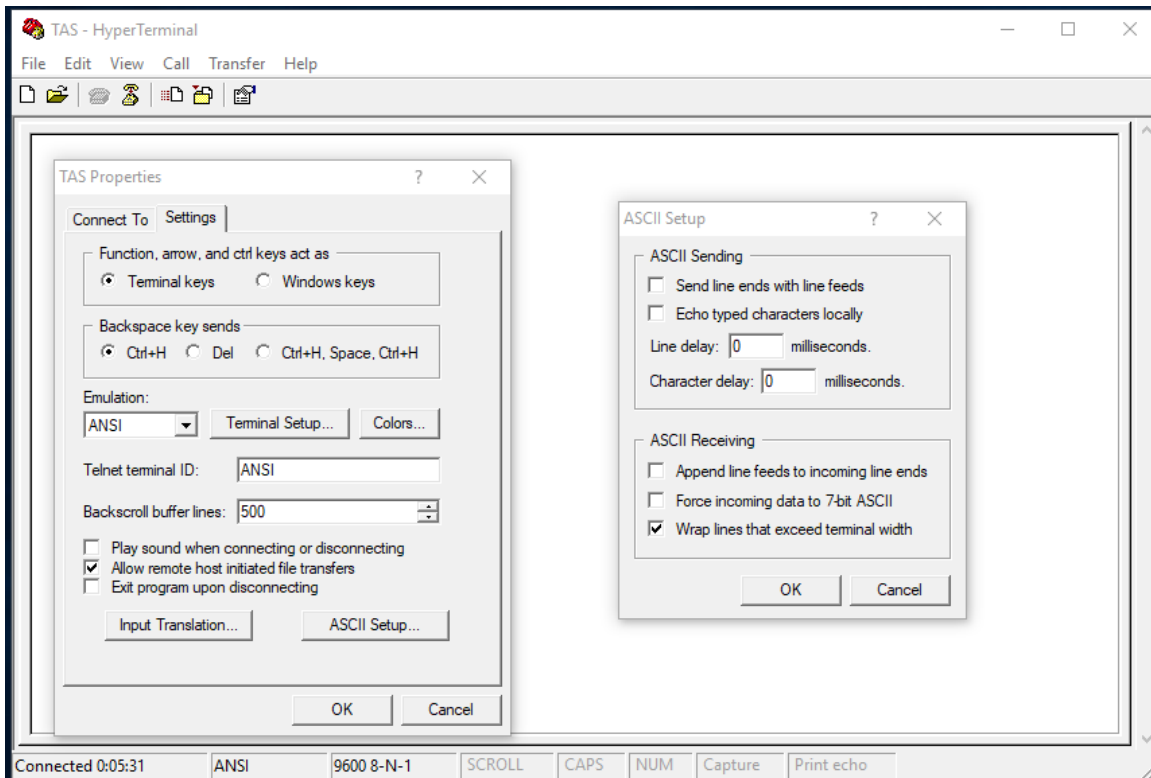 TAS - HyperTerminal
File Edit View Call Transfer Help
TAS Properties ?
Connect To Settings
Function, arrow, and ctrl keys act as
Terminal keys Windows keys
Backspace key sends
Ctrl+H Del Ctrl+H, Space, Ctrl+H
Emulation:
ANSI Terminal Setup... Colors...
Telnet terminal ID: ANSI
Backscroll buffer lines: 500
Play sound when connecting or disconnecting
Allow remote host initiated file transfers
Exit program upon disconnecting
Input Translation... ASCII Setup...
OK Cancel
ASCII Setup ?
ASCII Sending
Send line ends with line feeds
Echo typed characters locally
Line delay: 0 milliseconds.
Character delay: 0 milliseconds.
ASCII Receiving
Append line feeds to incoming line ends
Force incoming data to 7-bit ASCII
Wrap lines that exceed terminal width
OK Cancel
Connected 0:05:31 ANSI 9600 8-N-1 SCROLL CAPS NUM Capture Print echo